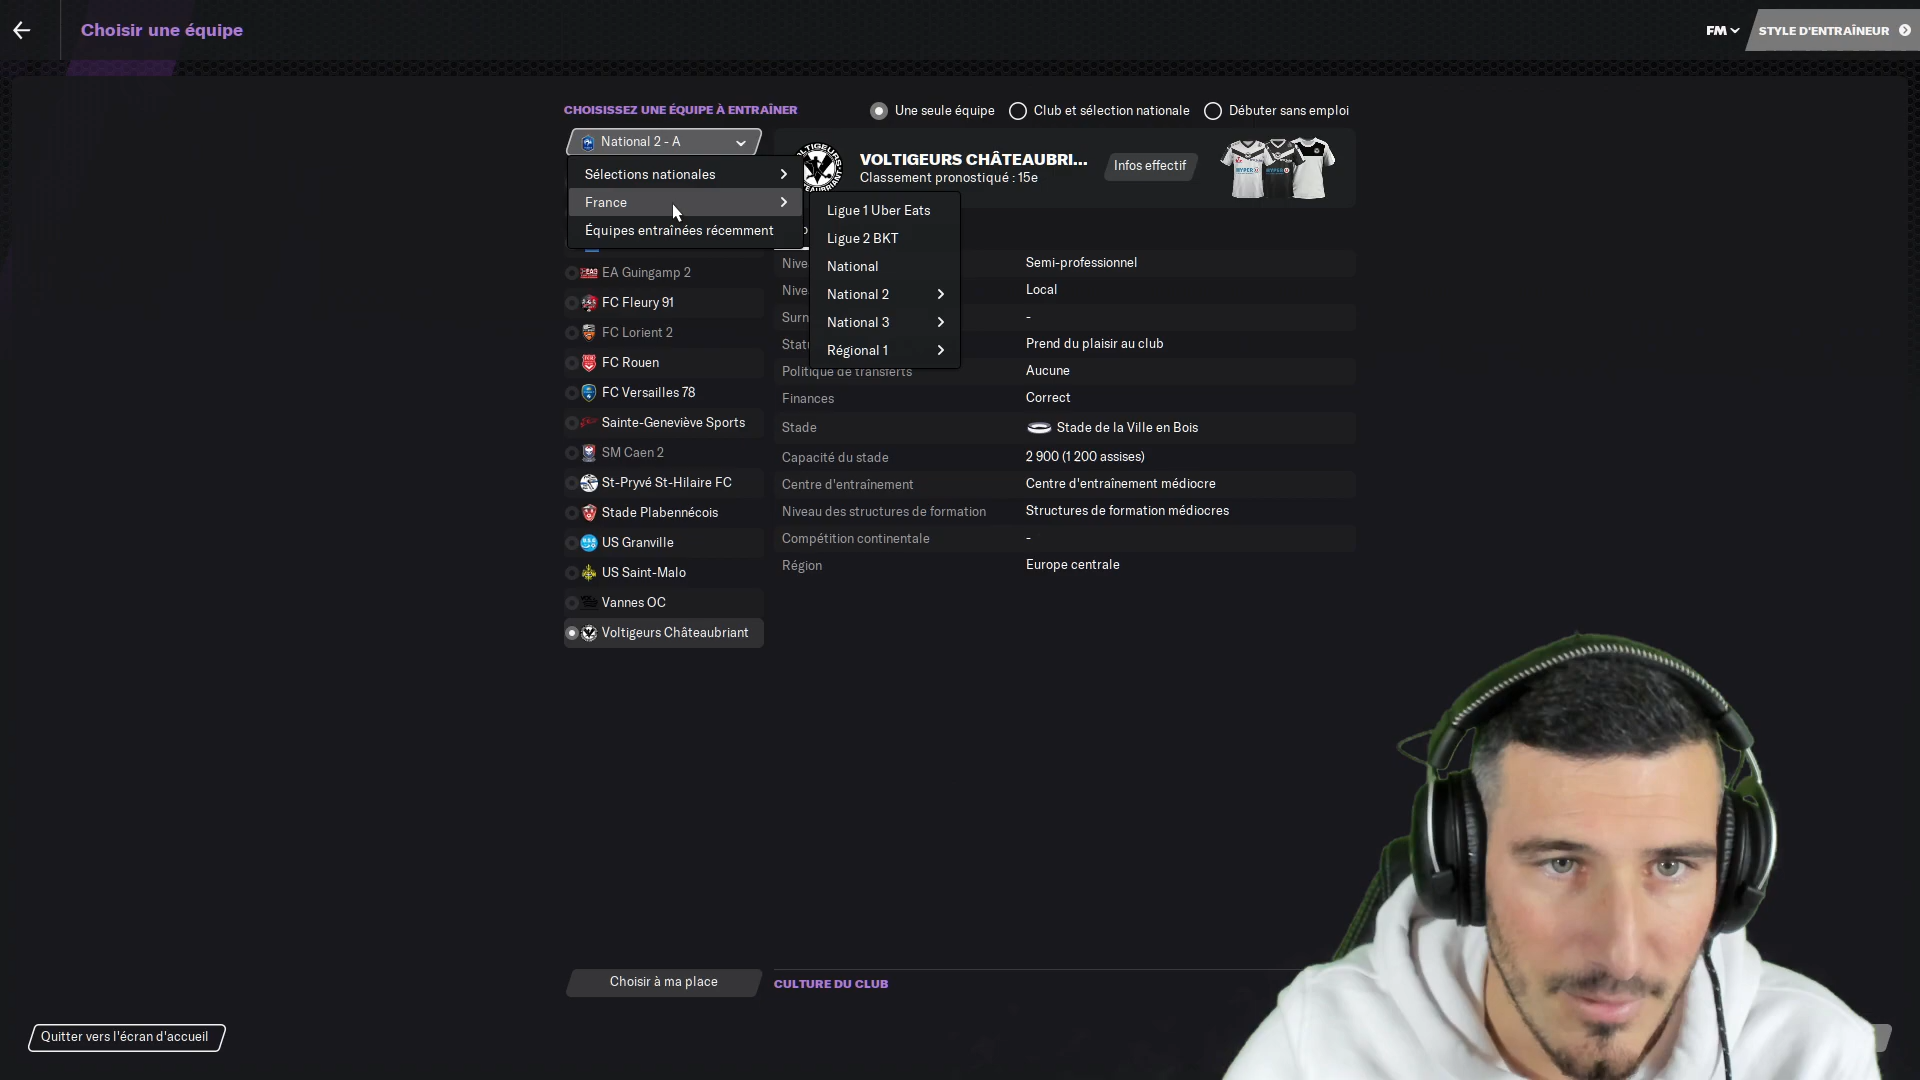 Choisir une équipe
FM
STYLE D'ENTRAÎNEUR
CHOISISSEZ UNE ÉQUIPE À ENTRAÎNER
Une seule équipe
Club et sélection nationale
Débuter sans emploi
National 2 - A
VOLTIGEURS CHÂTEAUBRI...
Classement pronostiqué : 15e
Infos effectif
Sélections nationales
France
Équipes entraînées récemment
Ligue 1 Uber Eats
Ligue 2 BKT
National
National 2
National 3
Régional 1
EA Guingamp 2
FC Fleury 91
FC Lorient 2
FC Rouen
FC Versailles 78
Sainte-Geneviève Sports
SM Caen 2
St-Pryvé St-Hilaire FC
Stade Plabennécois
US Granville
US Saint-Malo
Vannes OC
Voltigeurs Châteaubriant
Semi-professionnel
Local
-
Prend du plaisir au club
Politique de transferts
Aucune
Finances
Correct
Stade
Stade de la Ville en Bois
Capacité du stade
2 900 (1 200 assises)
Centre d'entraînement
Centre d'entraînement médiocre
Niveau des structures de formation
Structures de formation médiocres
Compétition continentale
-
Région
Europe centrale
Choisir à ma place
CULTURE DU CLUB
Quitter vers l'écran d'accueil